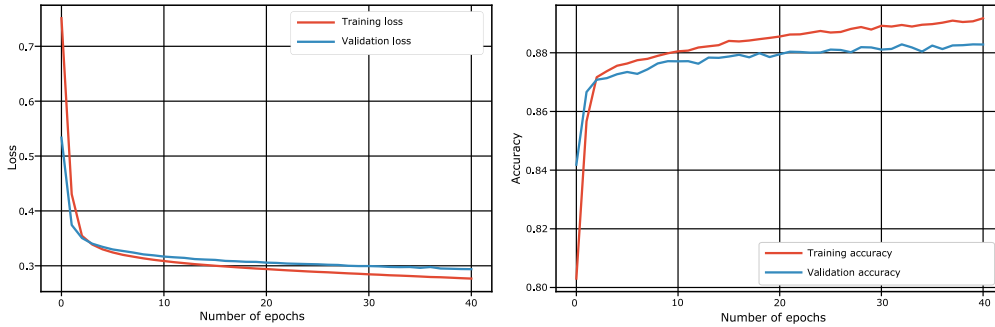 Training loss
Validation loss
0.7
0.6
0.5
0.4
0.3
Loss
0
10
20
30
40
Number of epochs
0.88
0.86
0.84
0.82
0.80
Accuracy
Training accuracy
Validation accuracy
0
10
20
30
40
Number of epochs